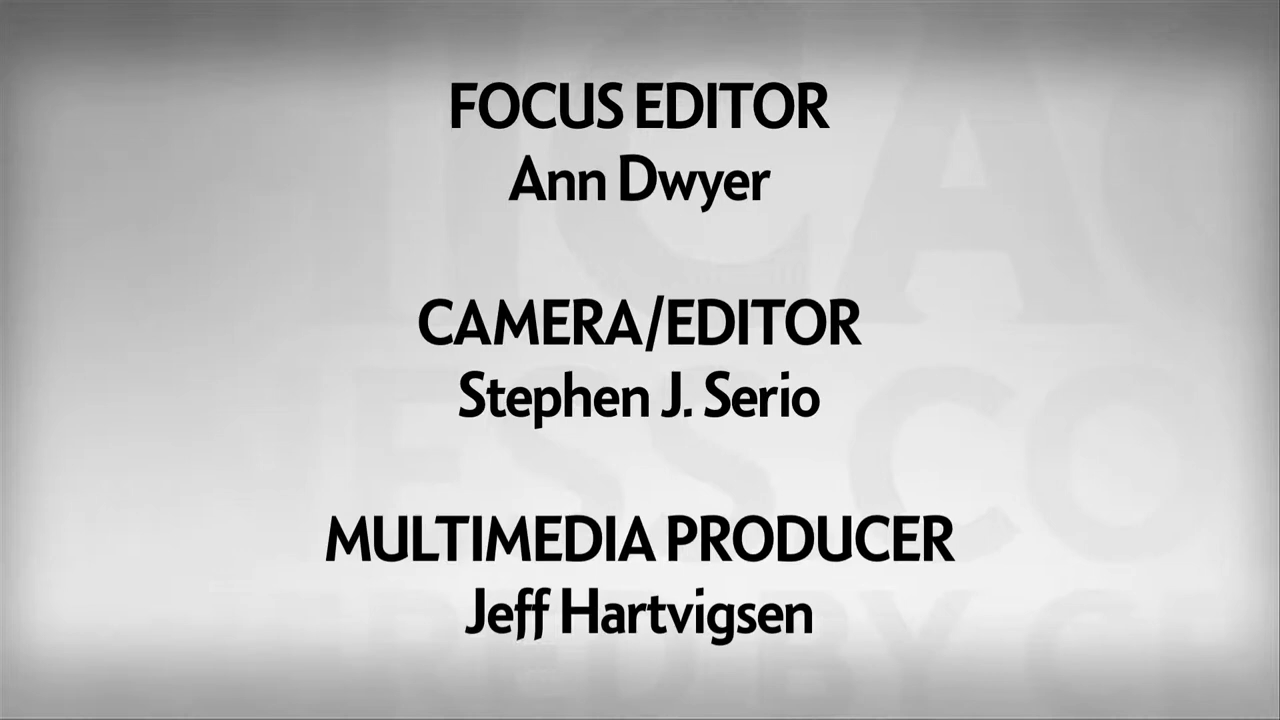 FOCUS EDITOR
Ann Dwyer
CAMERA/EDITOR
Stephen J. Serio
MULTIMEDIA PRODUCER
Jeff Hartvigsen